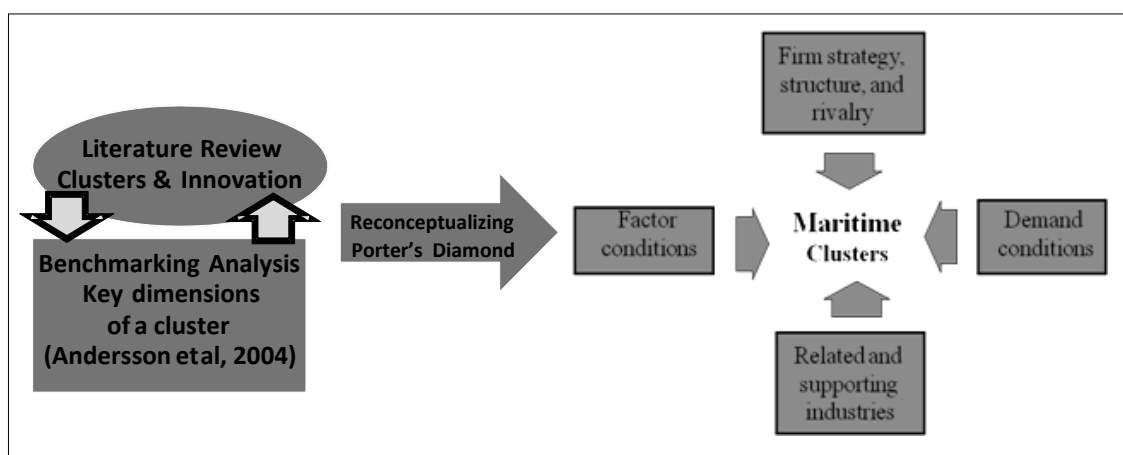 Literature Review
Clusters & Innovation
Benchmarking Analysis
Key dimensions
of a cluster
(Andersson etal, 2004)
Reconceptualizing
Porter's Diamond
Firm strategy,
structure, and
rivalry
Factor
conditions
Maritime
Clusters
Demand
conditions
Related and
supporting
industries